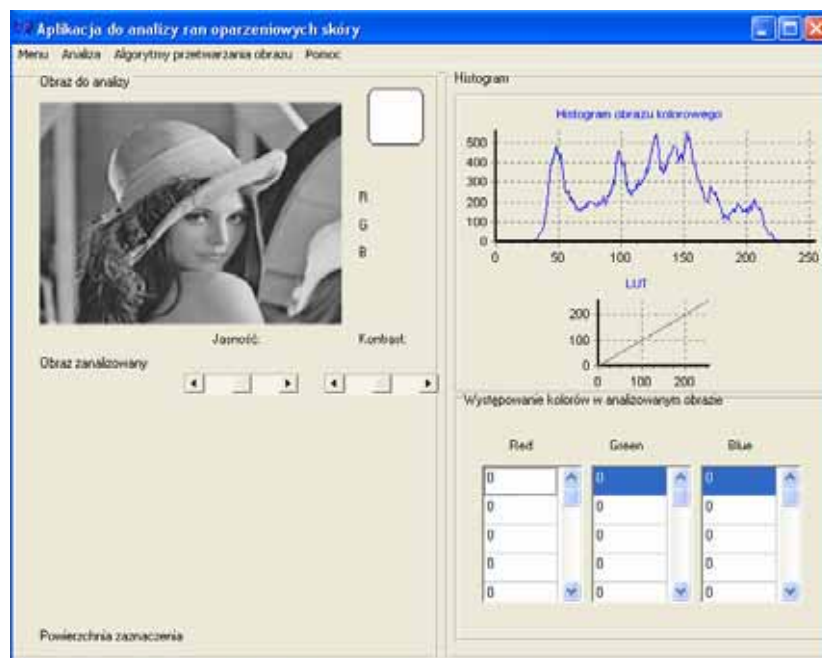 Aplikacja do analizy ran oparzeniowych skóry
Menu Analiza Algorytmy przetwarzania obrazu Pomoc
Obraz do analizy
R
G
B
Jasność: Kontrast:
Obraz zanalizowany
Powierzchnia zaznaczenia
Histogram
Histogram obrazu kolorowego
500
400
300
200
100
0
0 50 100 150 200 250
LUT
200
100
0
0 100 200
Występowanie kolorów w analizowanym obrazie
Red Green Blue
0 0 0
0 0 0
0 0 0
0 0 0
0 0 0